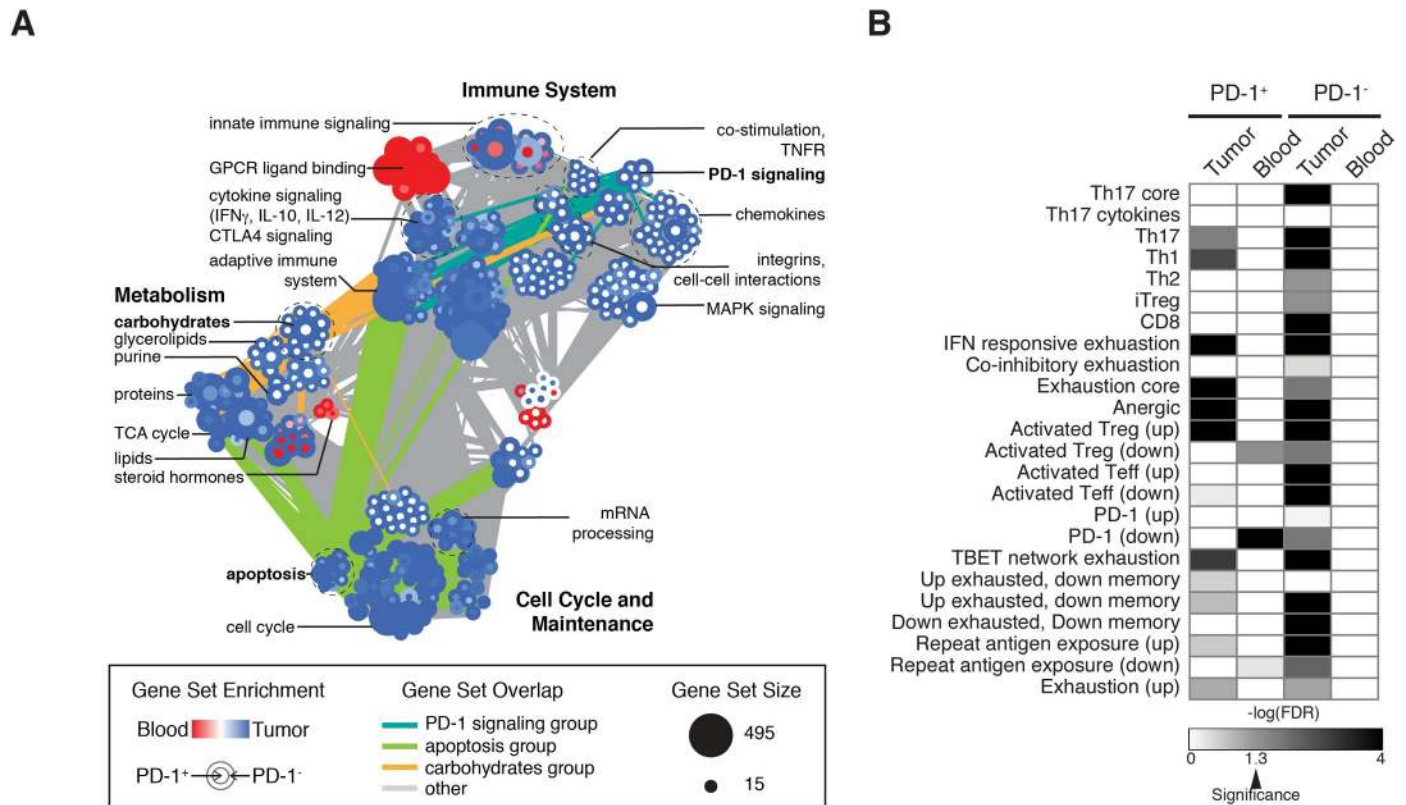 A
B
Immune System
innate immune signaling
co-stimulation,
TNFR
GPCR ligand binding
PD-1 signaling
cytokine signaling
(IFNγ, IL-10, IL-12)
CTLA4 signaling
chemokines
adaptive immune
system
integrins,
cell-cell interactions
Metabolism
carbohydrates
MAPK signaling
glycerolipids
purine
proteins
TCA cycle
lipids
steroid hormones
mRNA
processing
apoptosis
Cell Cycle and
Maintenance
cell cycle
Gene Set Enrichment
Blood Tumor
PD-1+ PD-1-
Gene Set Overlap
PD-1 signaling group
apoptosis group
carbohydrates group
other
Gene Set Size
495
15
PD-1+ PD-1-
Tumor Blood Tumor Blood
Th17 core
Th17 cytokines
Th17
Th1
Th2
iTreg
CD8
IFN responsive exhuastion
Co-inhibitory exhuastion
Exhaustion core
Anergic
Activated Treg (up)
Activated Treg (down)
Activated Teff (up)
Activated Teff (down)
PD-1 (up)
PD-1 (down)
TBET network exhaustion
Up exhausted, down memory
Up exhausted, down memory
Down exhausted, Down memory
Repeat antigen exposure (up)
Repeat antigen exposure (down)
Exhaustion (up)
-log(FDR)
0 1.3 4
Significance